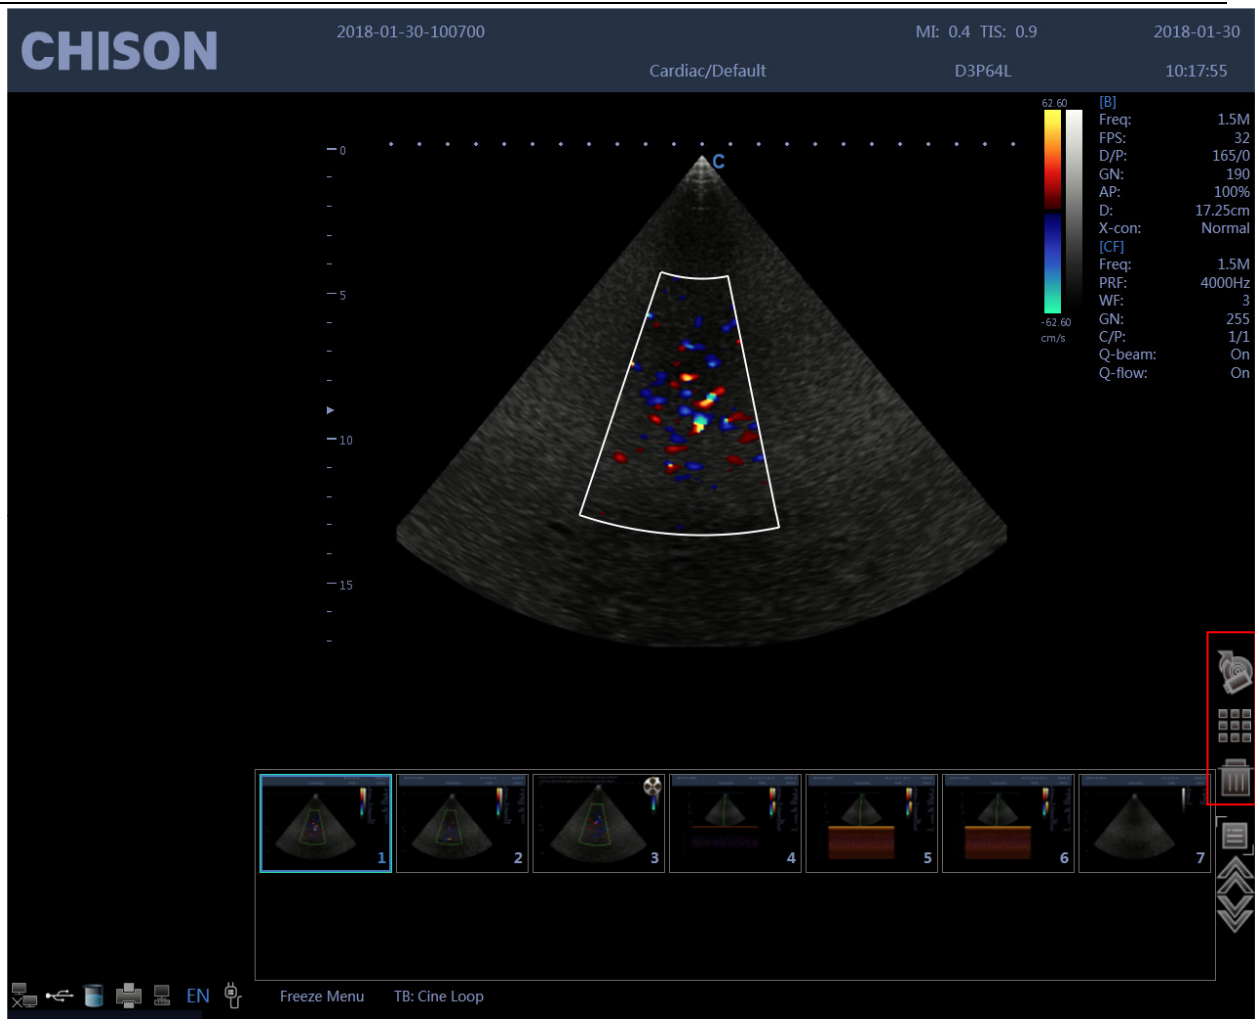 CHISON
2018-01-30-100700
MI: 0.4 TIS: 0.9
2018-01-30
Cardiac/Default
D3P64L
10:17:55
62.60
-62.60
cm/s
[B]
Freq: 1.5M
FPS: 32
D/P: 165/0
GN: 190
AP: 100%
D: 17.25cm
X-con: Normal
[CF]
Freq: 1.5M
PRF: 4000Hz
WF: 3
GN: 255
C/P: 1/1
Q-beam: On
Q-flow: On
C
0
5
10
15
1
2
3
4
5
6
7
EN
Freeze Menu
TB: Cine Loop